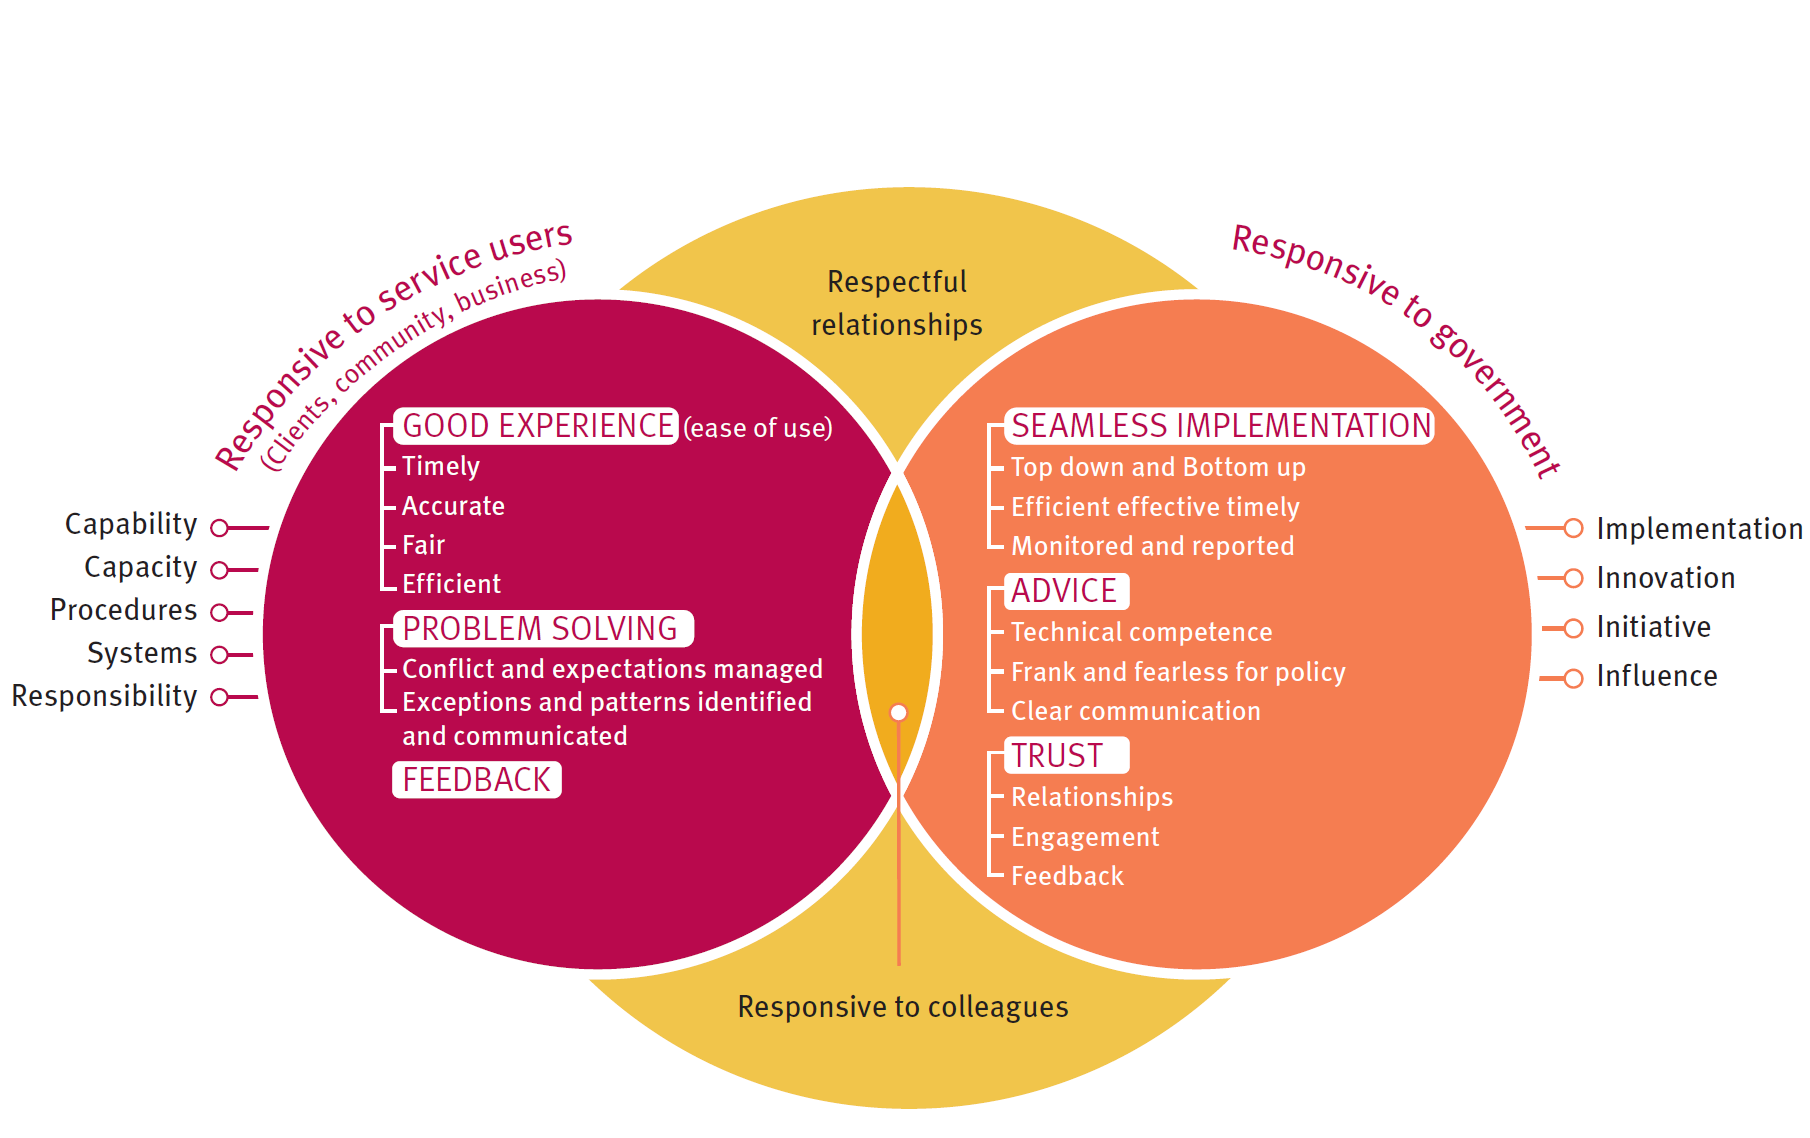 Responsive to service users
(Clients, community, business)
Responsive to government
Respectful
relationships
Capability
Capacity
Procedures
Systems
Responsibility
GOOD EXPERIENCE (ease of use)
Timely
Accurate
Fair
Efficient
PROBLEM SOLVING
Conflict and expectations managed
Exceptions and patterns identified
and communicated
FEEDBACK
SEAMLESS IMPLEMENTATION
Top down and Bottom up
Efficient effective timely
Monitored and reported
ADVICE
Technical competence
Frank and fearless for policy
Clear communication
TRUST
Relationships
Engagement
Feedback
Implementation
Innovation
Initiative
Influence
Responsive to colleagues